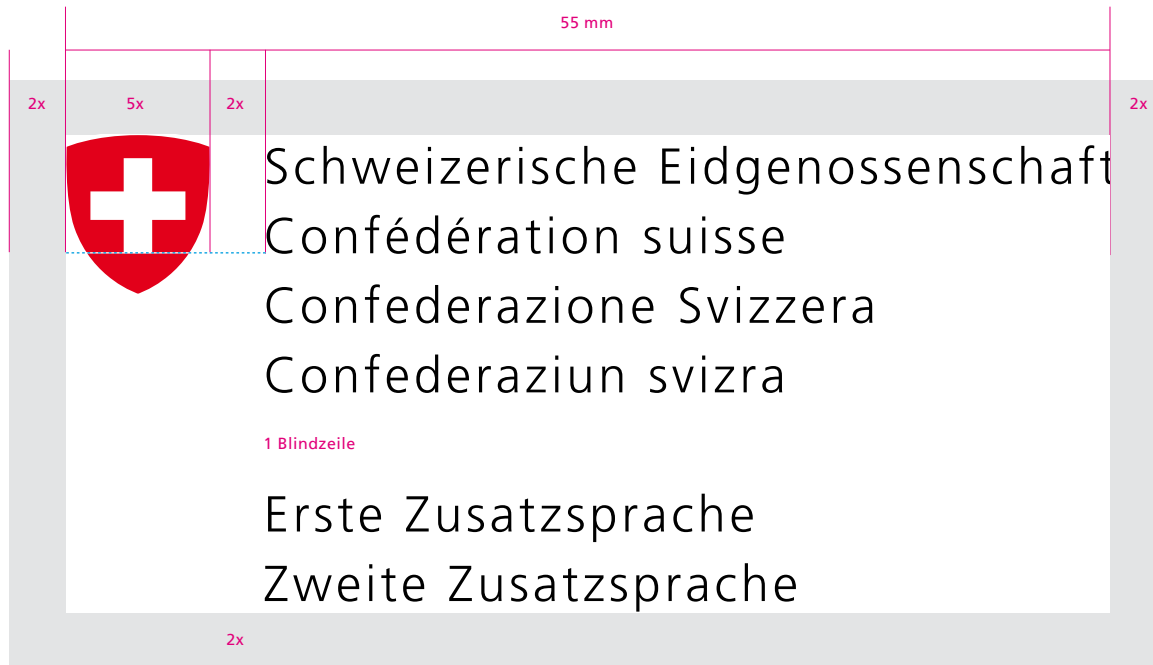 55 mm
2x 5x 2x 2x
Schweizerische Eidgenossenschaft
Confédération suisse
Confederazione Svizzera
Confederaziun svizra
1 Blindzeile
Erste Zusatzsprache
Zweite Zusatzsprache
2x